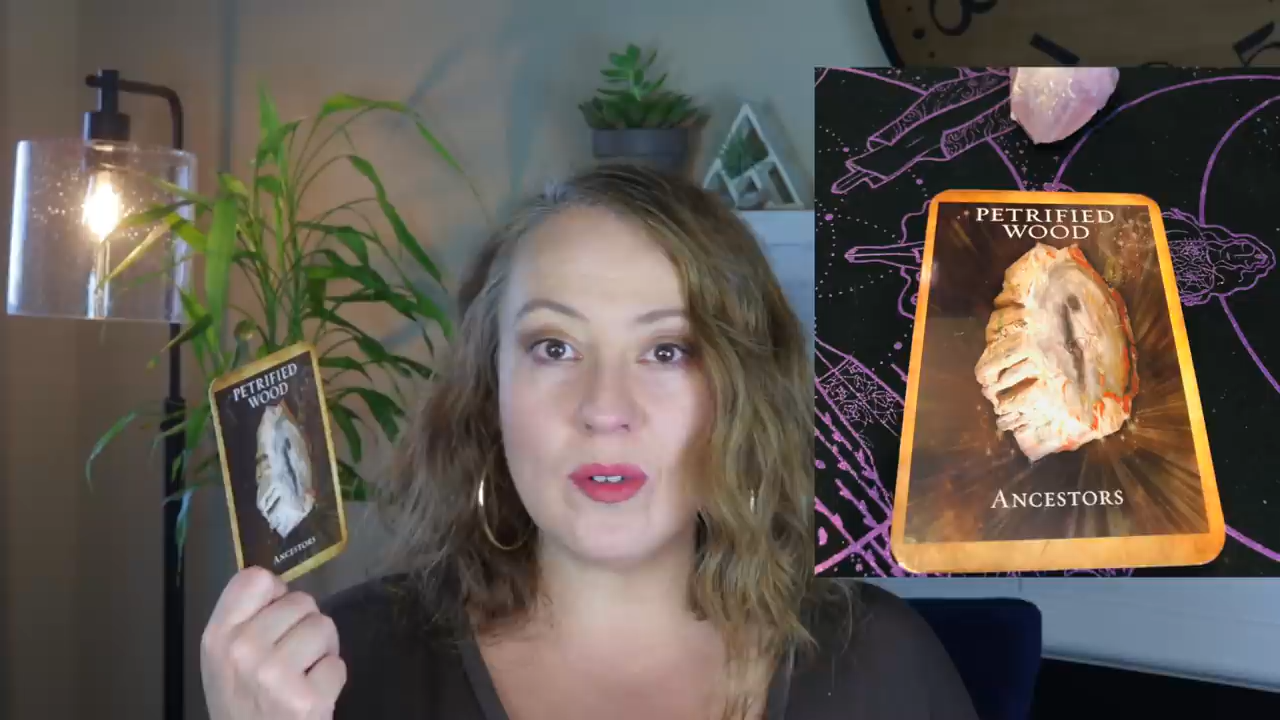 PETRIFIED
WOOD
ANCESTORS
PETRIFIED
WOOD
ANCESTORS